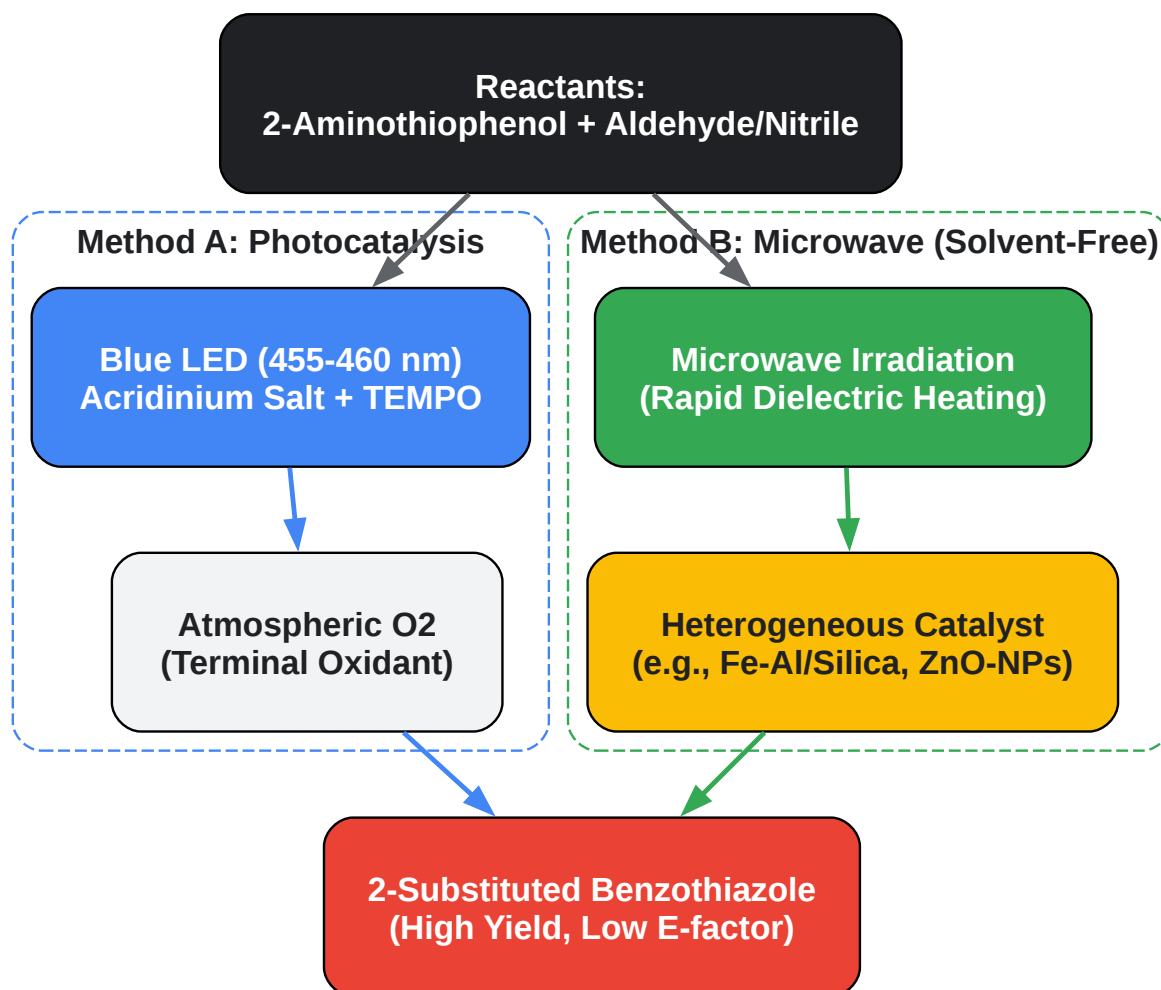 Reactants:
2-Aminothiophenol + Aldehyde/Nitrile
Method A: Photocatalysis
Blue LED (455-460 nm)
Acridinium Salt + TEMPO
Atmospheric O2
(Terminal Oxidant)
Method B: Microwave (Solvent-Free)
Microwave Irradiation
(Rapid Dielectric Heating)
Heterogeneous Catalyst
(e.g., Fe-Al/Silica, ZnO-NPs)
2-Substituted Benzothiazole
(High Yield, Low E-factor)